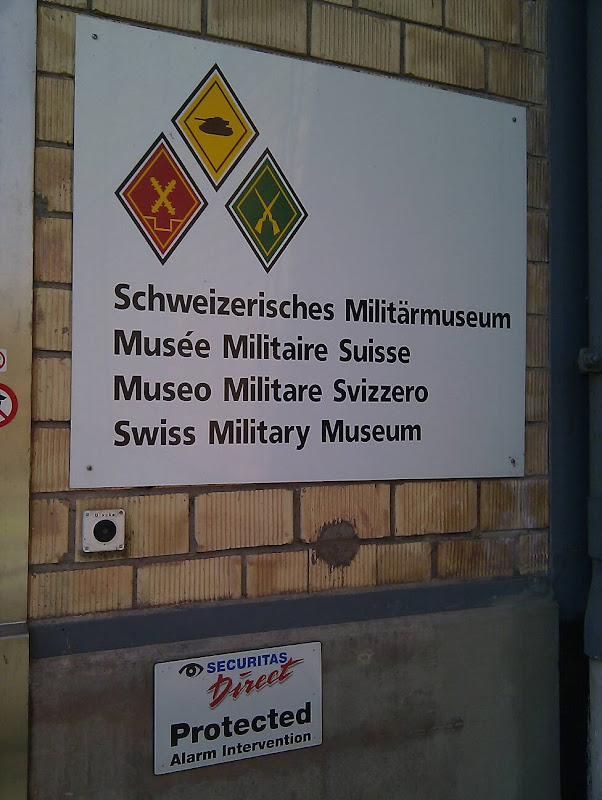 Schweizerisches Militärmuseum
Musée Militaire Suisse
Museo Militare Svizzero
Swiss Military Museum
SECURITAS
Direct
Protected
Alarm Intervention